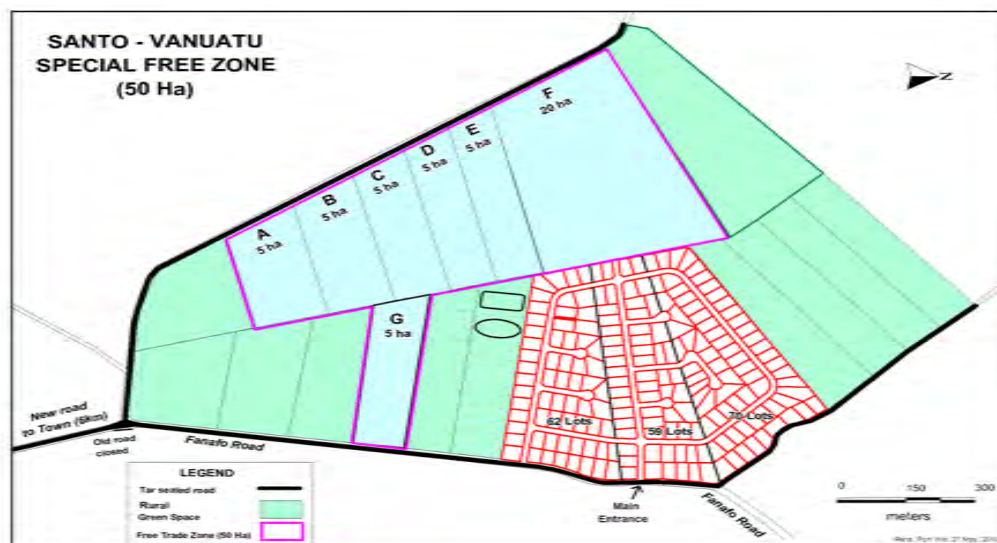 SANTO - VANUATU
SPECIAL FREE ZONE
(50 Ha)
N
F
20 ha
E
5 ha
D
5 ha
C
5 ha
B
5 ha
A
5 ha
G
5 ha
62 Lots
59 Lots
70 Lots
New road
to Town (6km)
Old road
closed
Fanafo Road
Main
Entrance
Fanafo Road
LEGEND
Tar sealed road
Rural
Green Space
Free Trade Zone (50 Ha)
0 150 300
meters